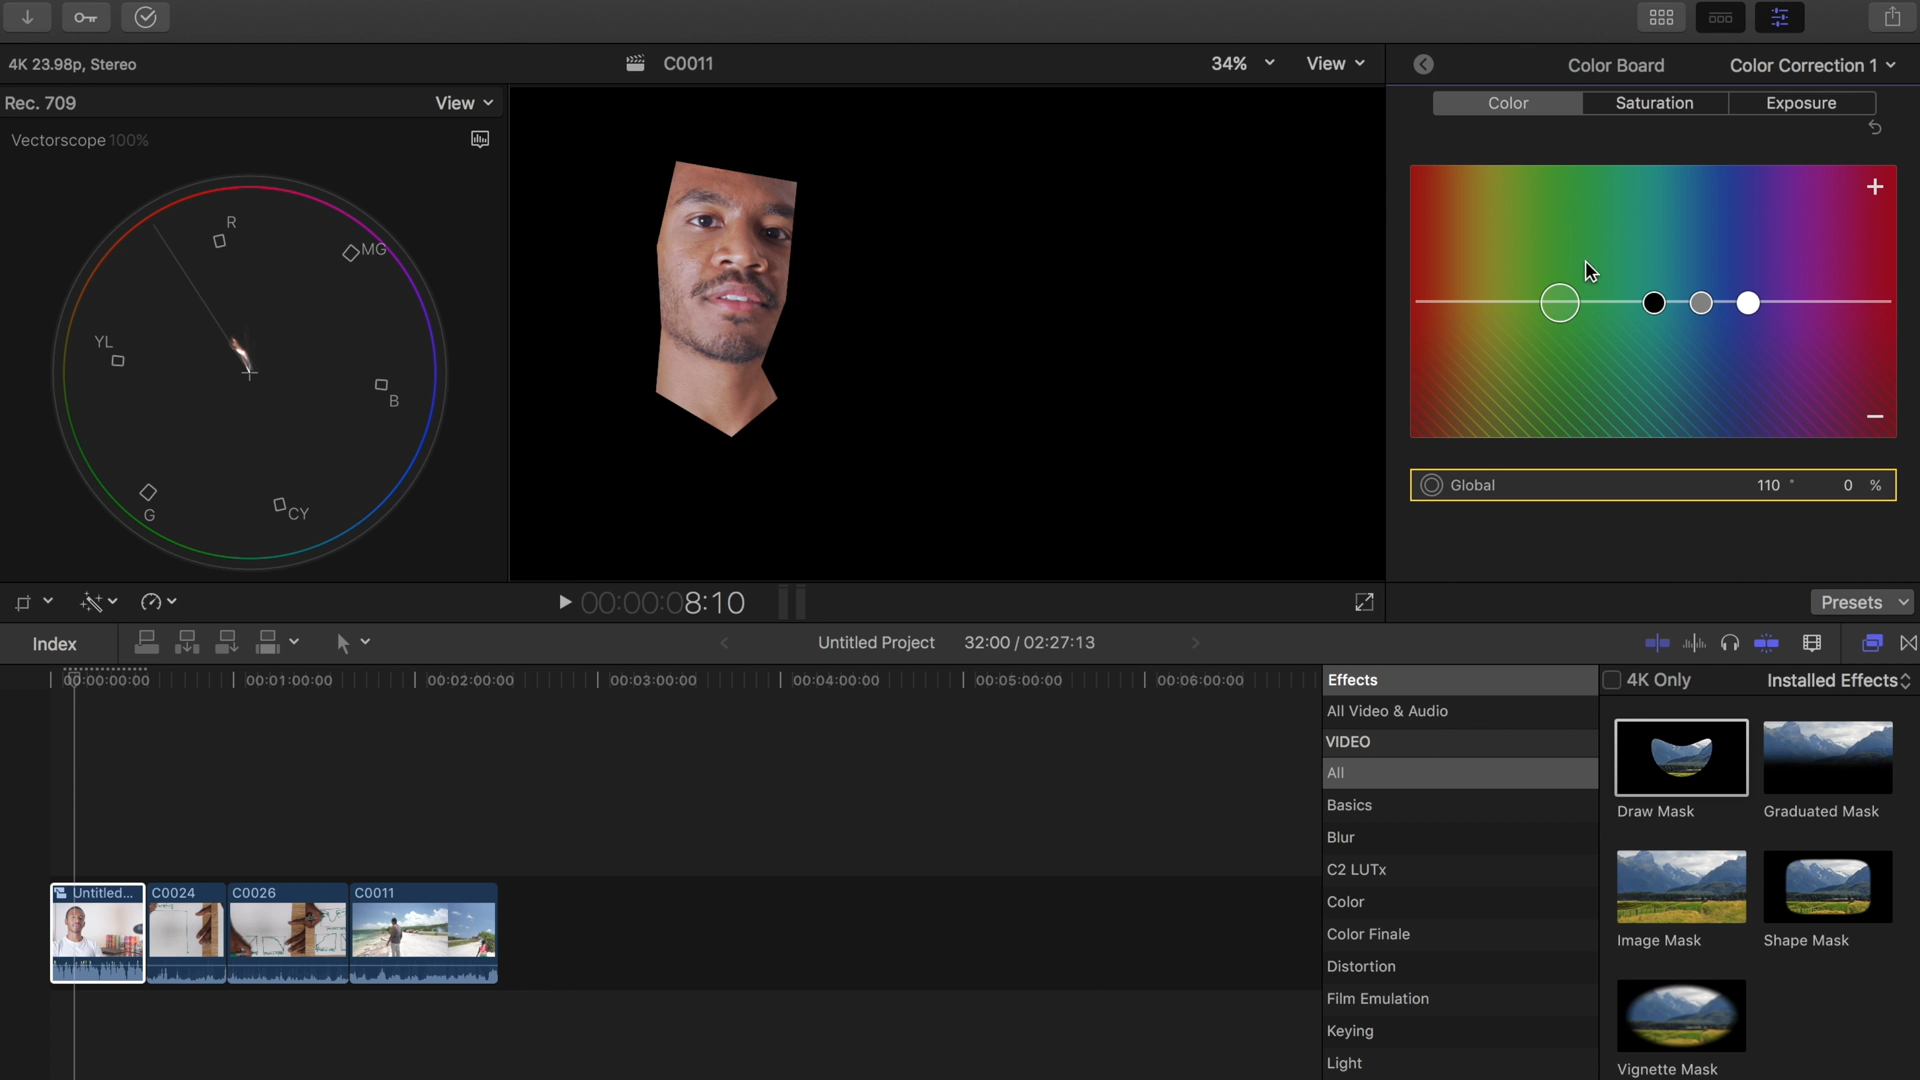 4K 23.98p, Stereo
C0011
34%
View
Color Board
Color Correction 1
Rec. 709
View
Color
Saturation
Exposure
Vectorscope 100%
R
MG
YL
B
G
CY
Global
110 °
0 %
00:00:08:10
Presets
Index
Untitled Project
32:00 / 02:27:13
00:00:00:00
00:01:00:00
00:02:00:00
00:03:00:00
00:04:00:00
00:05:00:00
00:06:00:00
Effects
4K Only
Installed Effects
All Video & Audio
VIDEO
All
Basics
Blur
C2 LUTx
Color
Color Finale
Distortion
Film Emulation
Keying
Light
Draw Mask
Graduated Mask
Image Mask
Shape Mask
Vignette Mask
Untitled...
C0024
C0026
C0011